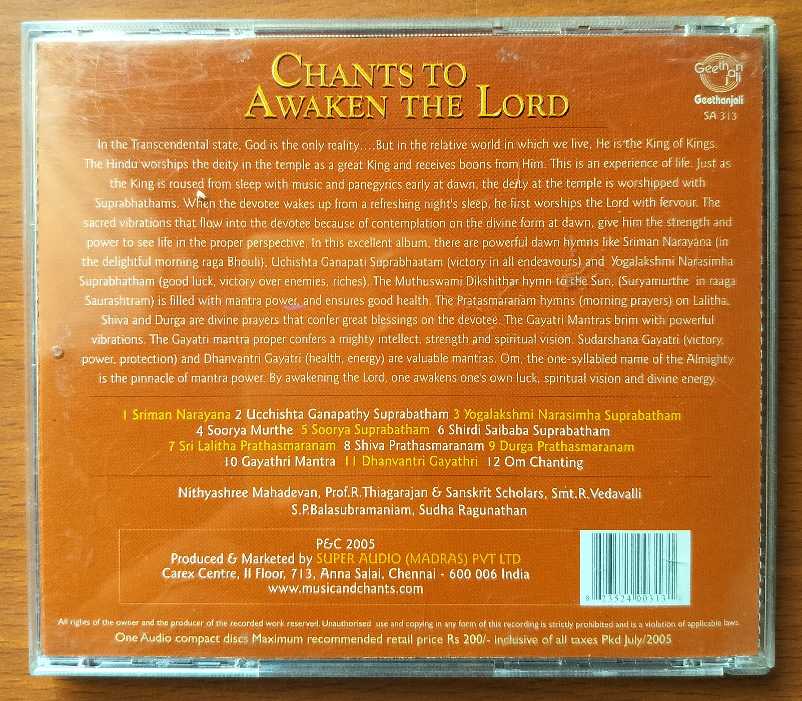 CHANTS TO
AWAKEN THE LORD
Geethanjali
Geethanjali
SA 313
In the Transcendental state, God is the only reality....But in the relative world in which we live, He is the King of Kings.
The Hindu worships the deity in the temple as a great King and receives boons from Him. This is an experience of life. Just as
the King is roused from sleep with music and panegyrics early at dawn, the deity at the temple is worshipped with
Suprabhathams. When the devotee wakes up from a refreshing night's sleep, he first worships the Lord with fervour. The
sacred vibrations that flow into the devotee because of contemplation on the divine form at dawn, give him the strength and
power to see life in the proper perspective. In this excellent album, there are powerful dawn hymns like Sriman Narayana (in
the delightful morning raga Bhouli), Uchishta Ganapati Suprabhaatam (victory in all endeavours) and Yogalakshmi Narasimha
Suprabhatham (good luck, victory over enemies, riches). The Muthuswami Dikshithar hymn to the Sun, (Suryamurthe in raaga
Saurashtram) is filled with mantra power, and ensures good health. The Pratasmaranam hymns (morning prayers) on Lalitha,
Shiva and Durga are divine prayers that confer great blessings on the devotee. The Gayatri Mantras brim with powerful
vibrations. The Gayatri mantra proper confers a mighty intellect, strength and spiritual vision. Sudarshana Gayatri (victory,
power, protection) and Dhanvantri Gayatri (health, energy) are valuable mantras. Om, the one-syllabled name of the Almighty
is the pinnacle of mantra power. By awakening the Lord, one awakens one's own luck, spiritual vision and divine energy.
1 Sriman Narayana 2 Ucchishta Ganapathy Suprabatham 3 Yogalakshmi Narasimha Suprabatham
4 Soorya Murthe 5 Soorya Suprabatham 6 Shirdi Saibaba Suprabatham
7 Sri Lalitha Prathasmaranam 8 Shiva Prathasmaranam 9 Durga Prathasmaranam
10 Gayathri Mantra 11 Dhanvantri Gayathri 12 Om Chanting
Nithyashree Mahadevan, Prof.R.Thiagarajan & Sanskrit Scholars, Smt.R.Vedavalli
S.P.Balasubramaniam, Sudha Ragunathan
P&C 2005
Produced & Marketed by SUPER AUDIO (MADRAS) PVT LTD
Carex Centre, II Floor, 713, Anna Salai, Chennai - 600 006 India
www.musicandchants.com
All rights of the owner and the producer of the recorded work reserved. Unauthorised use and copying in any form of this recording is strictly prohibited and is a violation of applicable laws.
One Audio compact discs Maximum recommended retail price Rs 200/- inclusive of all taxes Pkd July/2005